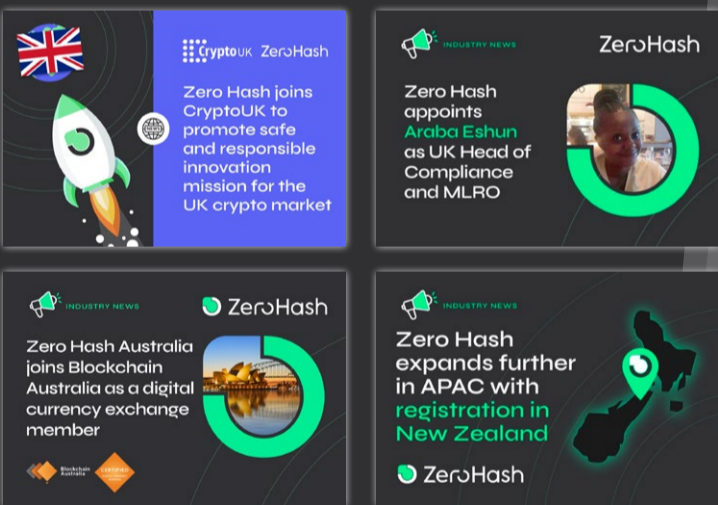 CryptoUK ZeroHash
Zero Hash joins
CryptoUK to
promote safe
and responsible
innovation
mission for the
UK crypto market
INDUSTRY NEWS
ZeroHash
Zero Hash
appoints
Araba Eshun
as UK Head of
Compliance
and MLRO
INDUSTRY NEWS
ZeroHash
Zero Hash Australia
joins Blockchain
Australia as a digital
currency exchange
member
Blockchain
Australia
CERTIFIED
INDUSTRY NEWS
Zero Hash
expands further
in APAC with
registration in
New Zealand
ZeroHash